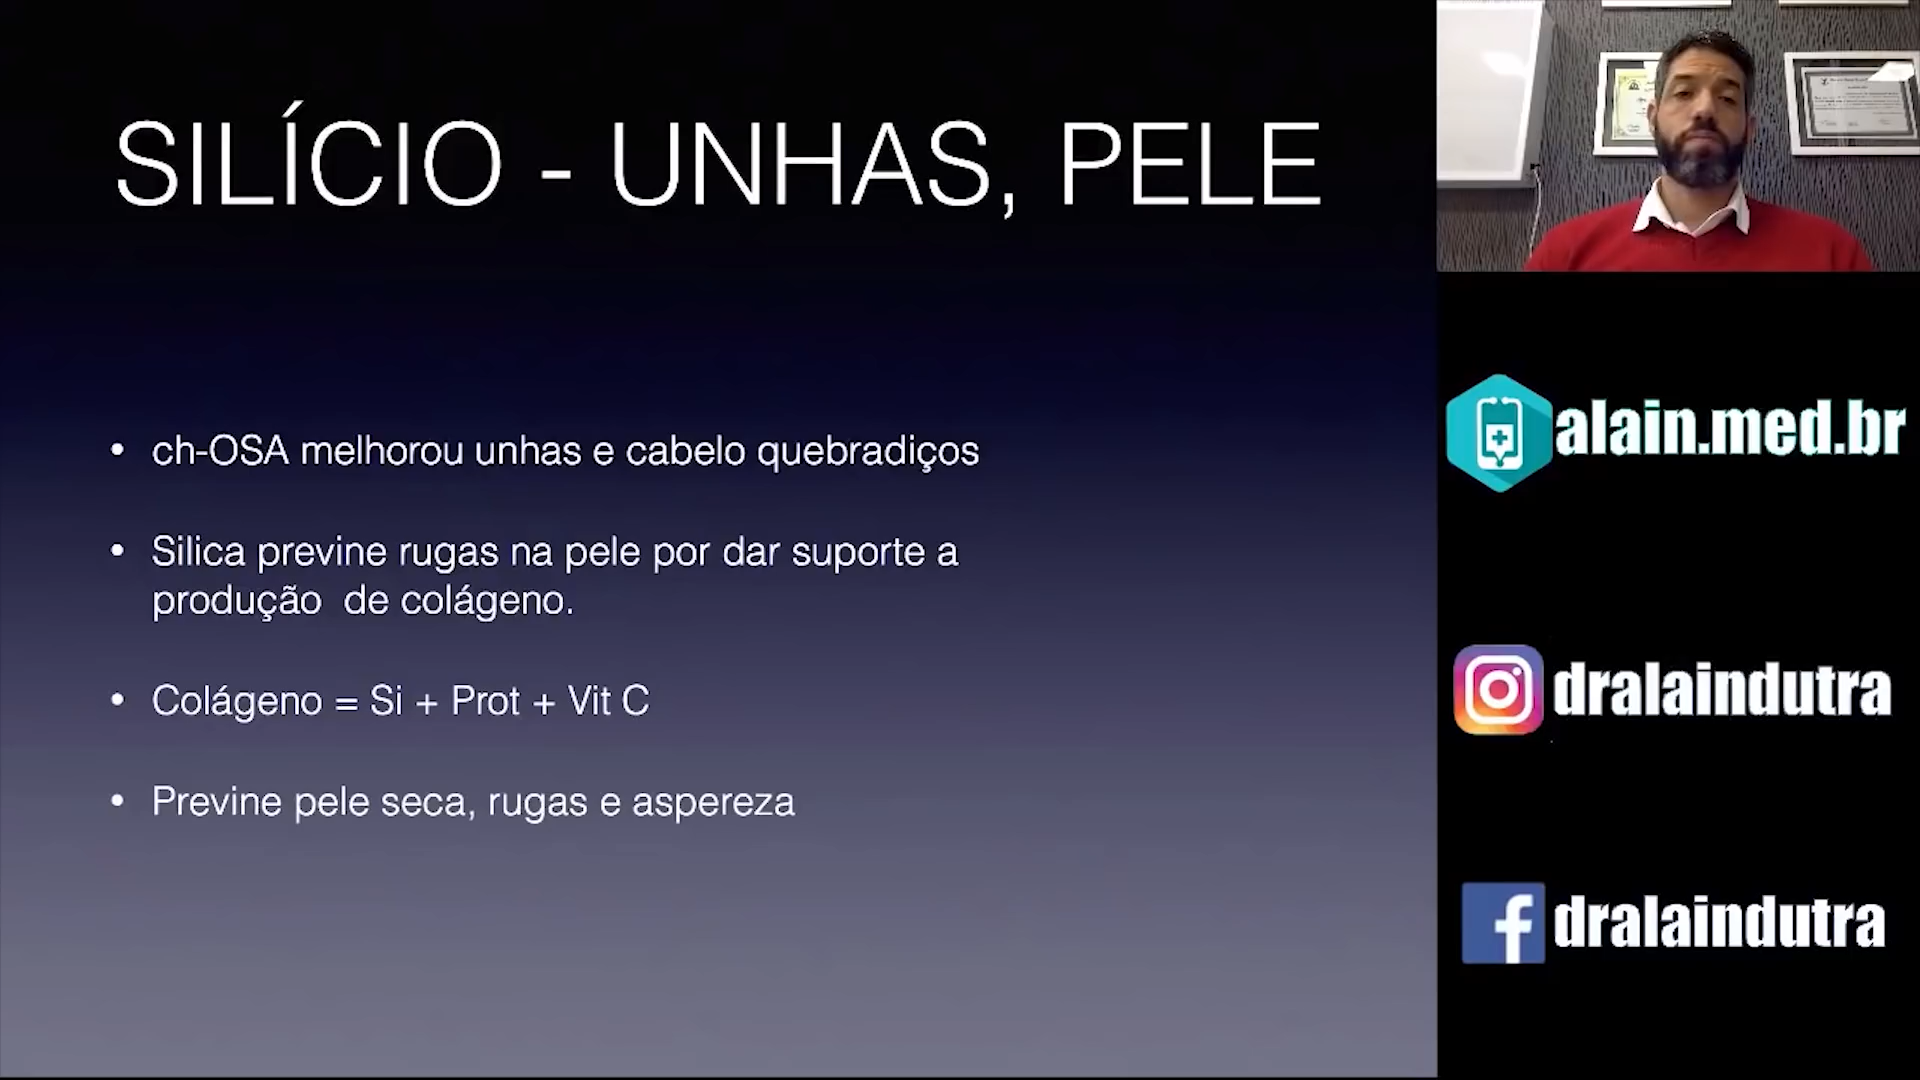 SILÍCIO - UNHAS, PELE
• ch-OSA melhorou unhas e cabelo quebradiços
• Silica previne rugas na pele por dar suporte a
produção  de colágeno.
• Colágeno = Si + Prot + Vit C
• Previne pele seca, rugas e aspereza
alain.med.br
dralaindutra
dralaindutra